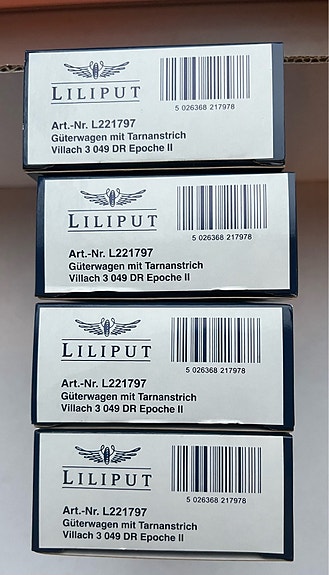 LILIPUT
5 026368 217978
Art.-Nr. L221797
Güterwagen mit Tarnanstrich
Villach 3 049 DR Epoche II
LILIPUT
5 026368 217978
Art.-Nr. L221797
Güterwagen mit Tarnanstrich
Villach 3 049 DR Epoche II
LILIPUT
5 026368 217978
Art.-Nr. L221797
Güterwagen mit Tarnanstrich
Villach 3 049 DR Epoche II
LILIPUT
5 026368 217978
Art.-Nr. L221797
Güterwagen mit Tarnanstrich
Villach 3 049 DR Epoche II